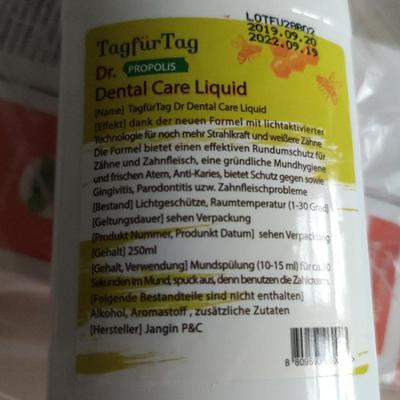 LOTFU2AR02
2019.09.20
2022.09.19
TagfürTag
Dr. PROPOLIS
Dental Care Liquid
[Name] TagfürTag Dr Dental Care Liquid
[Effekt] dank der neuen Formel mit lichtaktivierter
Technologie für noch mehr Strahlkraft und weißere Zähne
Die Formel bietet einen effektiven Rundumschutz für
Zähne und Zahnfleisch, eine gründliche Mundhygiene
und frischen Atem, Anti-Karies, bietet Schutz gegen sowie
Gingivitis, Parodontitis uzw. Zahnfleischprobleme
[Bestand] Lichtgeschütze, Raumtemperatur (1-30 Grad)
[Geltungsdauer] sehen Verpackung
[Produkt Nummer, Produnkt Datum] sehen Verpackung
[Gehalt] 250ml
[Gehalt, Verwendung] Mundspülung (10-15 ml) für ca.
Sekunden im Mund, spuck aus, denn benutzen die Zahlcteam
[Folgende Bestandteile sind nicht enthalten]
Alkohol, Aromastoff , zusätzliche Zutaten
[Hersteller] Jangin P&C